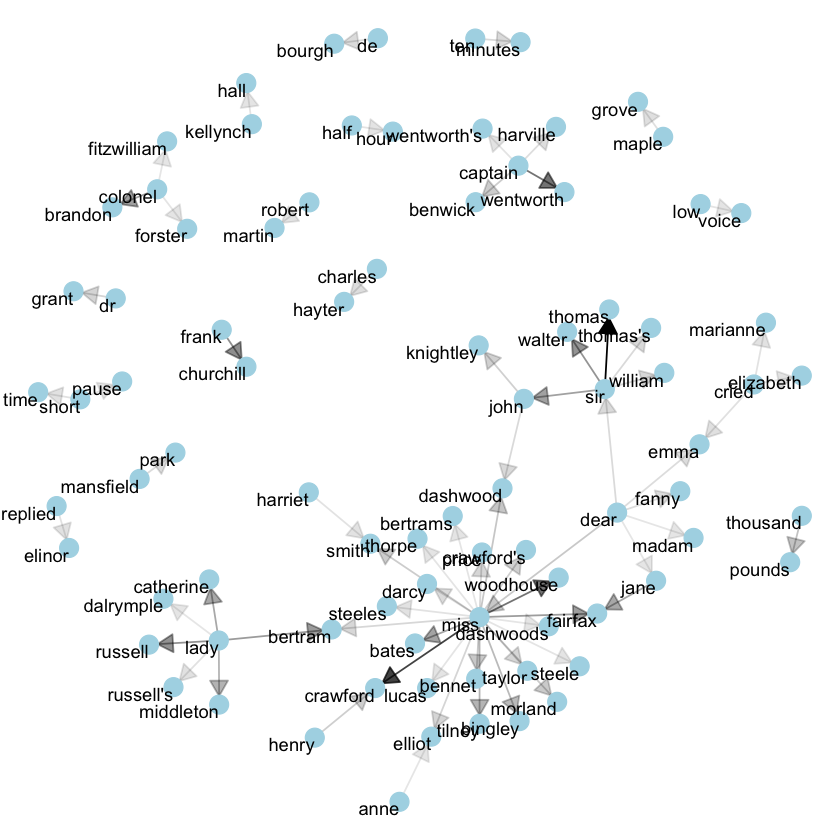 bourgh
de
ten
minutes
hall
kellynch
half
hour
wentworth's
harville
grove
maple
fitzwilliam
captain
colonel
brandon
forster
robert
martin
benwick
wentworth
low
voice
charles
hayter
grant
dr
frank
churchill
thomas
walter
thomas's
marianne
knightley
william
sir
cried
elizabeth
time
short
pause
john
emma
park
mansfield
harriet
dashwood
fanny
dear
bertrams
thousand
replied
elinor
smith
thorpe
crawford's
price
madam
pounds
catherine
dalrymple
darcy
woodhouse
jane
steeles
miss
fairfax
dashwoods
bertram
lady
russell
bates
russell's
middleton
crawford
lucas
bennet
taylor
steele
morland
henry
elliot
tilney
bingley
anne